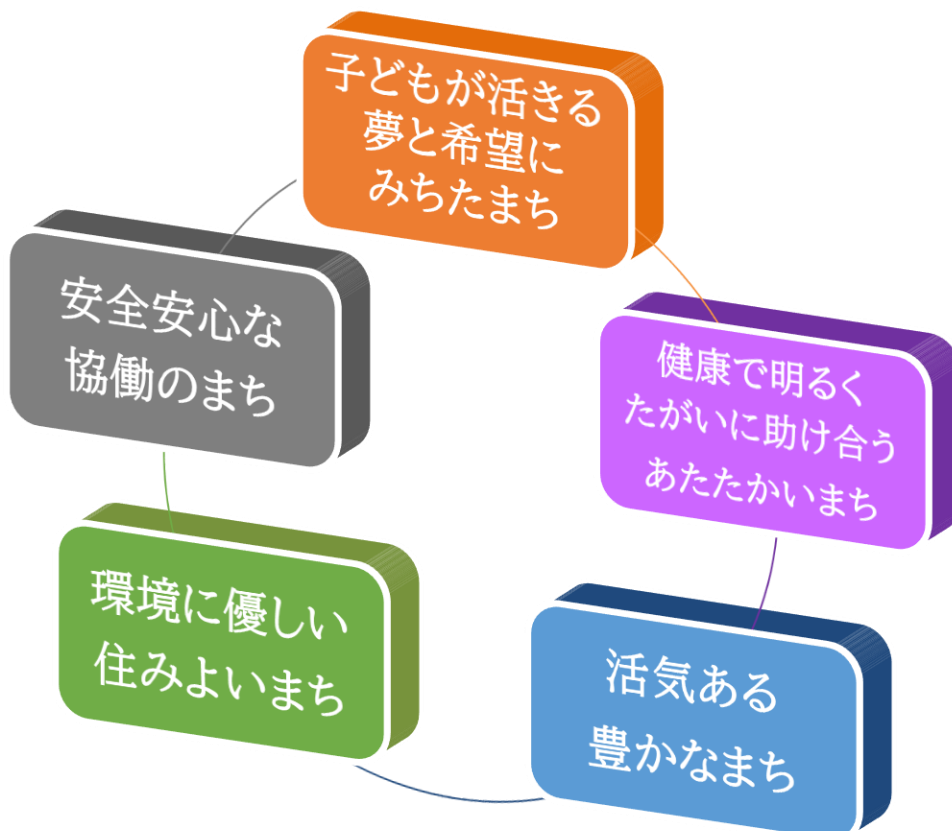 子どもが活きる
夢と希望に
みちたまち
健康で明るく
たがいに助け合う
あたたかいまち
活気ある
豊かなまち
環境に優しい
住みよいまち
安全安心な
協働のまち